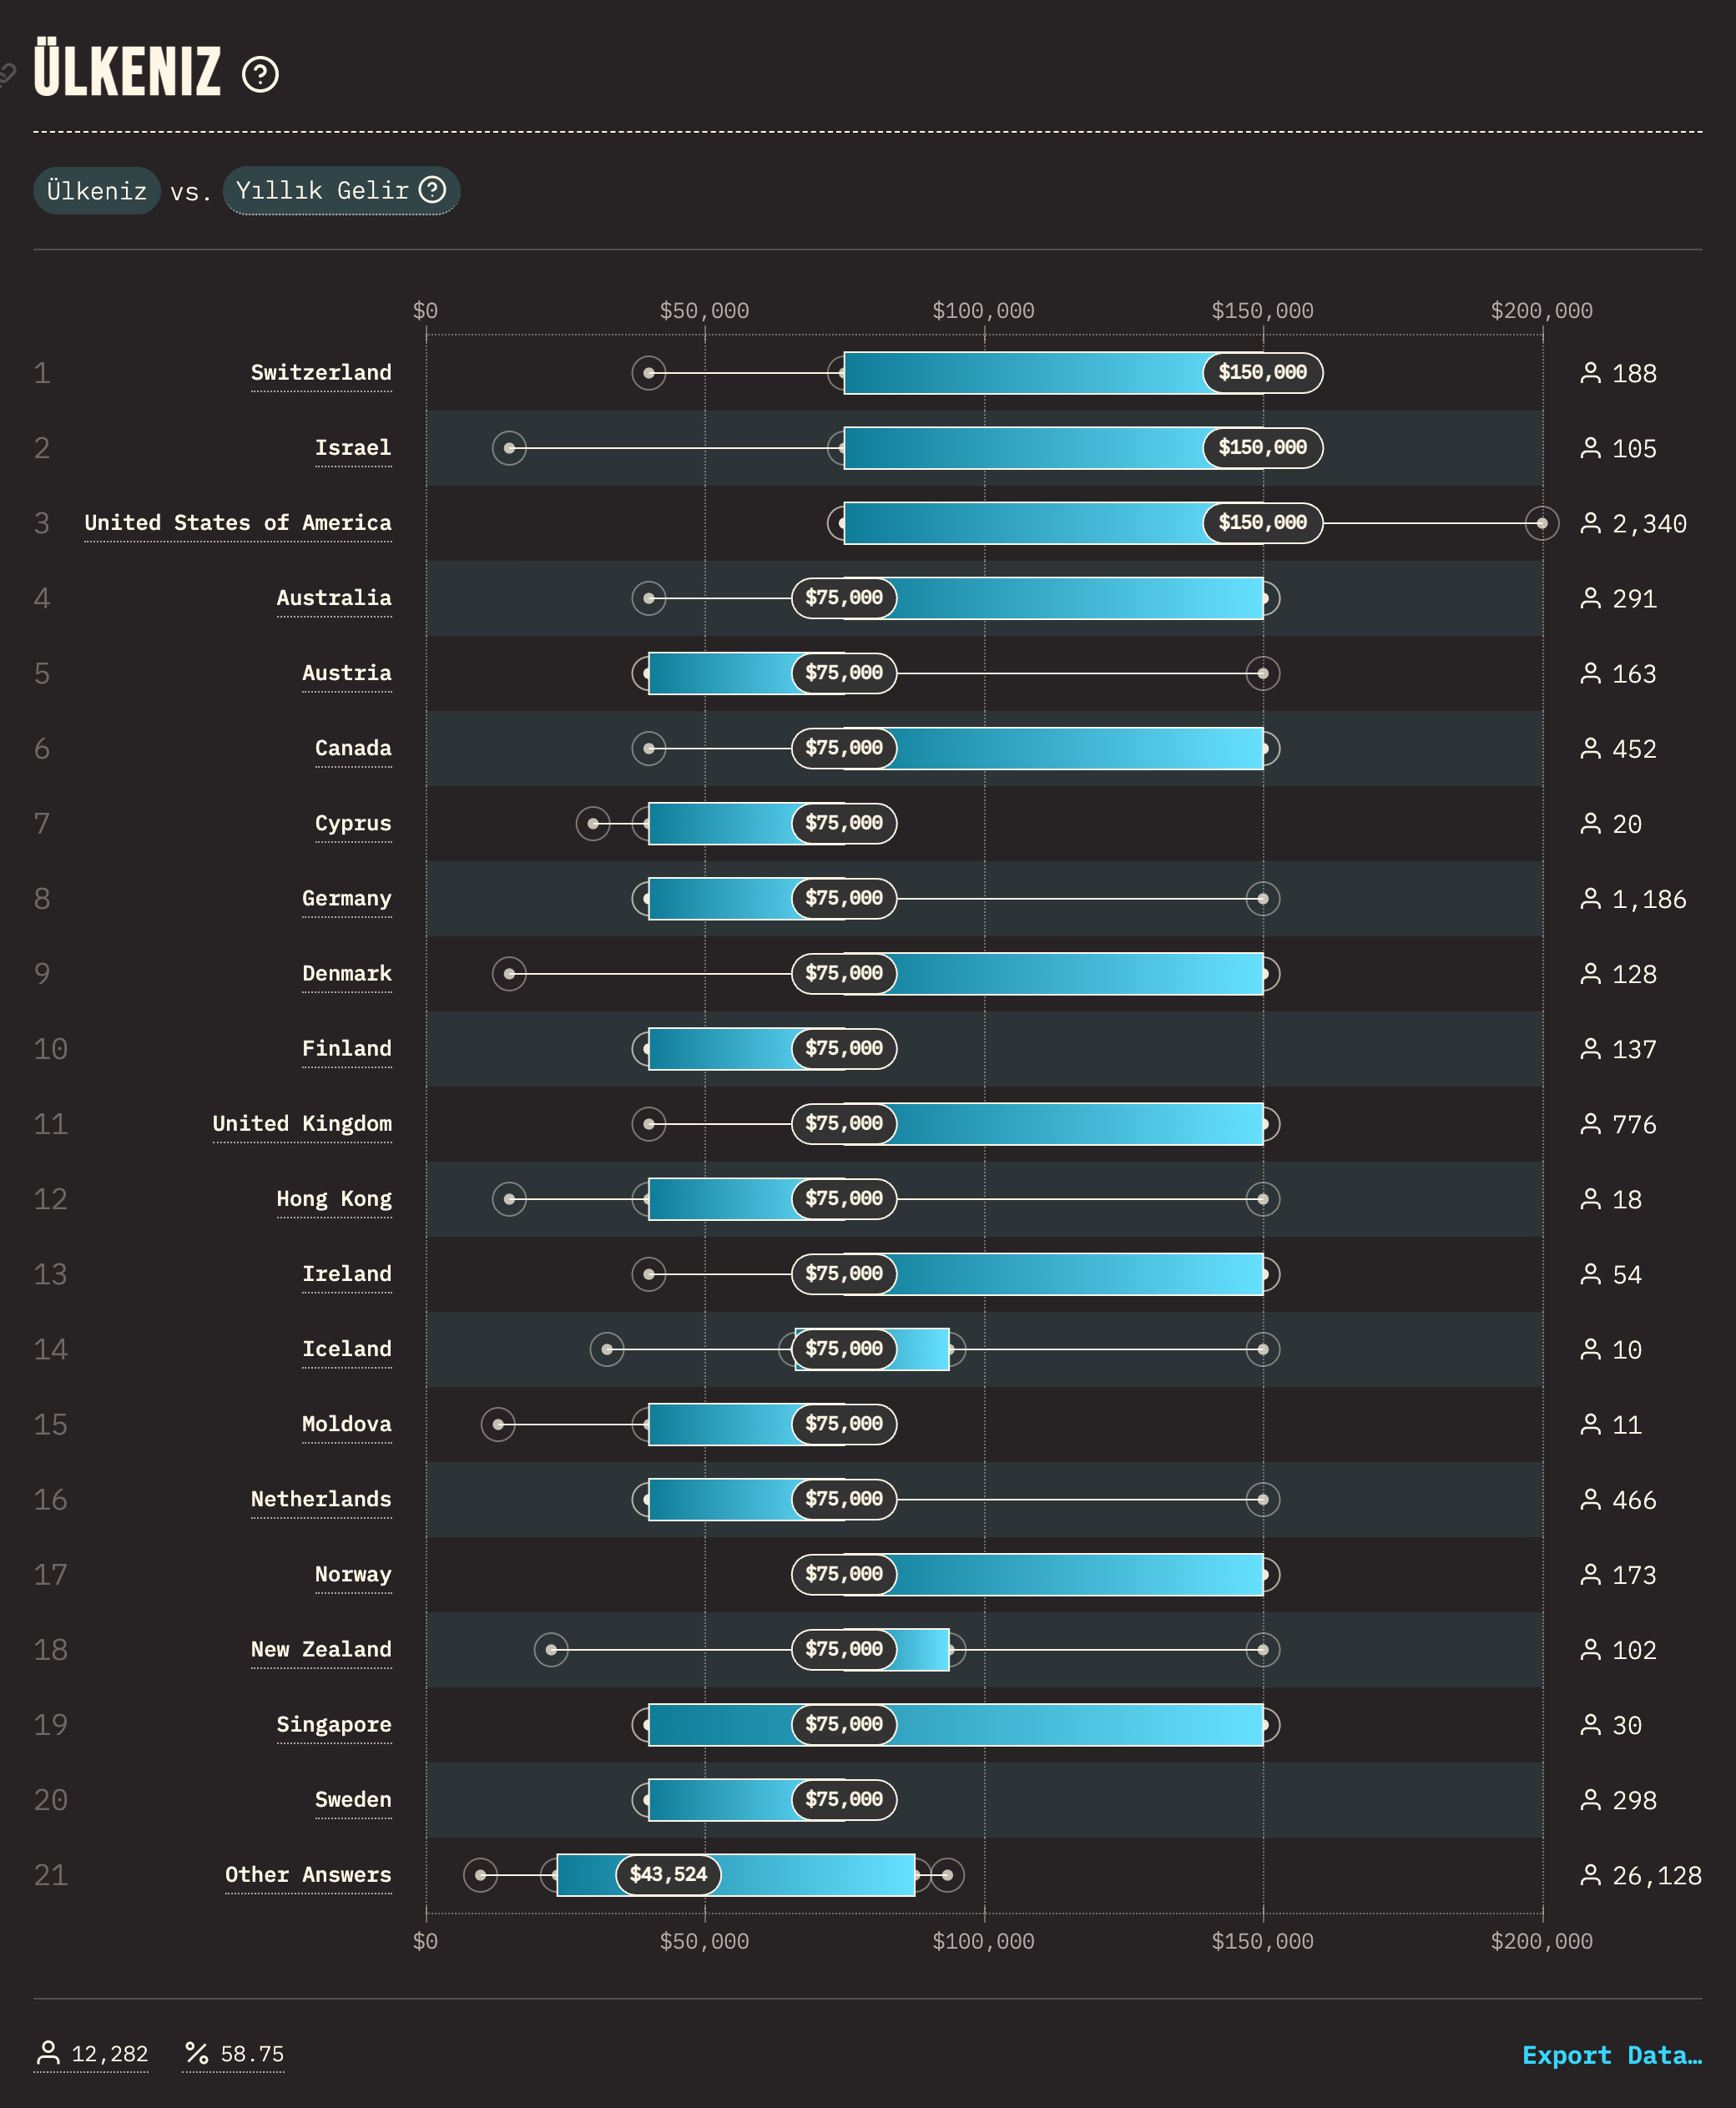 ÜLKENIZ
Ülkeniz vs. Yıllık Gelir
$0 $50,000 $100,000 $150,000 $200,000
1 Switzerland $150,000 188
2 Israel $150,000 105
3 United States of America $150,000 2,340
4 Australia $75,000 291
5 Austria $75,000 163
6 Canada $75,000 452
7 Cyprus $75,000 20
8 Germany $75,000 1,186
9 Denmark $75,000 128
10 Finland $75,000 137
11 United Kingdom $75,000 776
12 Hong Kong $75,000 18
13 Ireland $75,000 54
14 Iceland $75,000 10
15 Moldova $75,000 11
16 Netherlands $75,000 466
17 Norway $75,000 173
18 New Zealand $75,000 102
19 Singapore $75,000 30
20 Sweden $75,000 298
21 Other Answers $43,524 26,128
$0 $50,000 $100,000 $150,000 $200,000
12,282 % 58.75 Export Data…